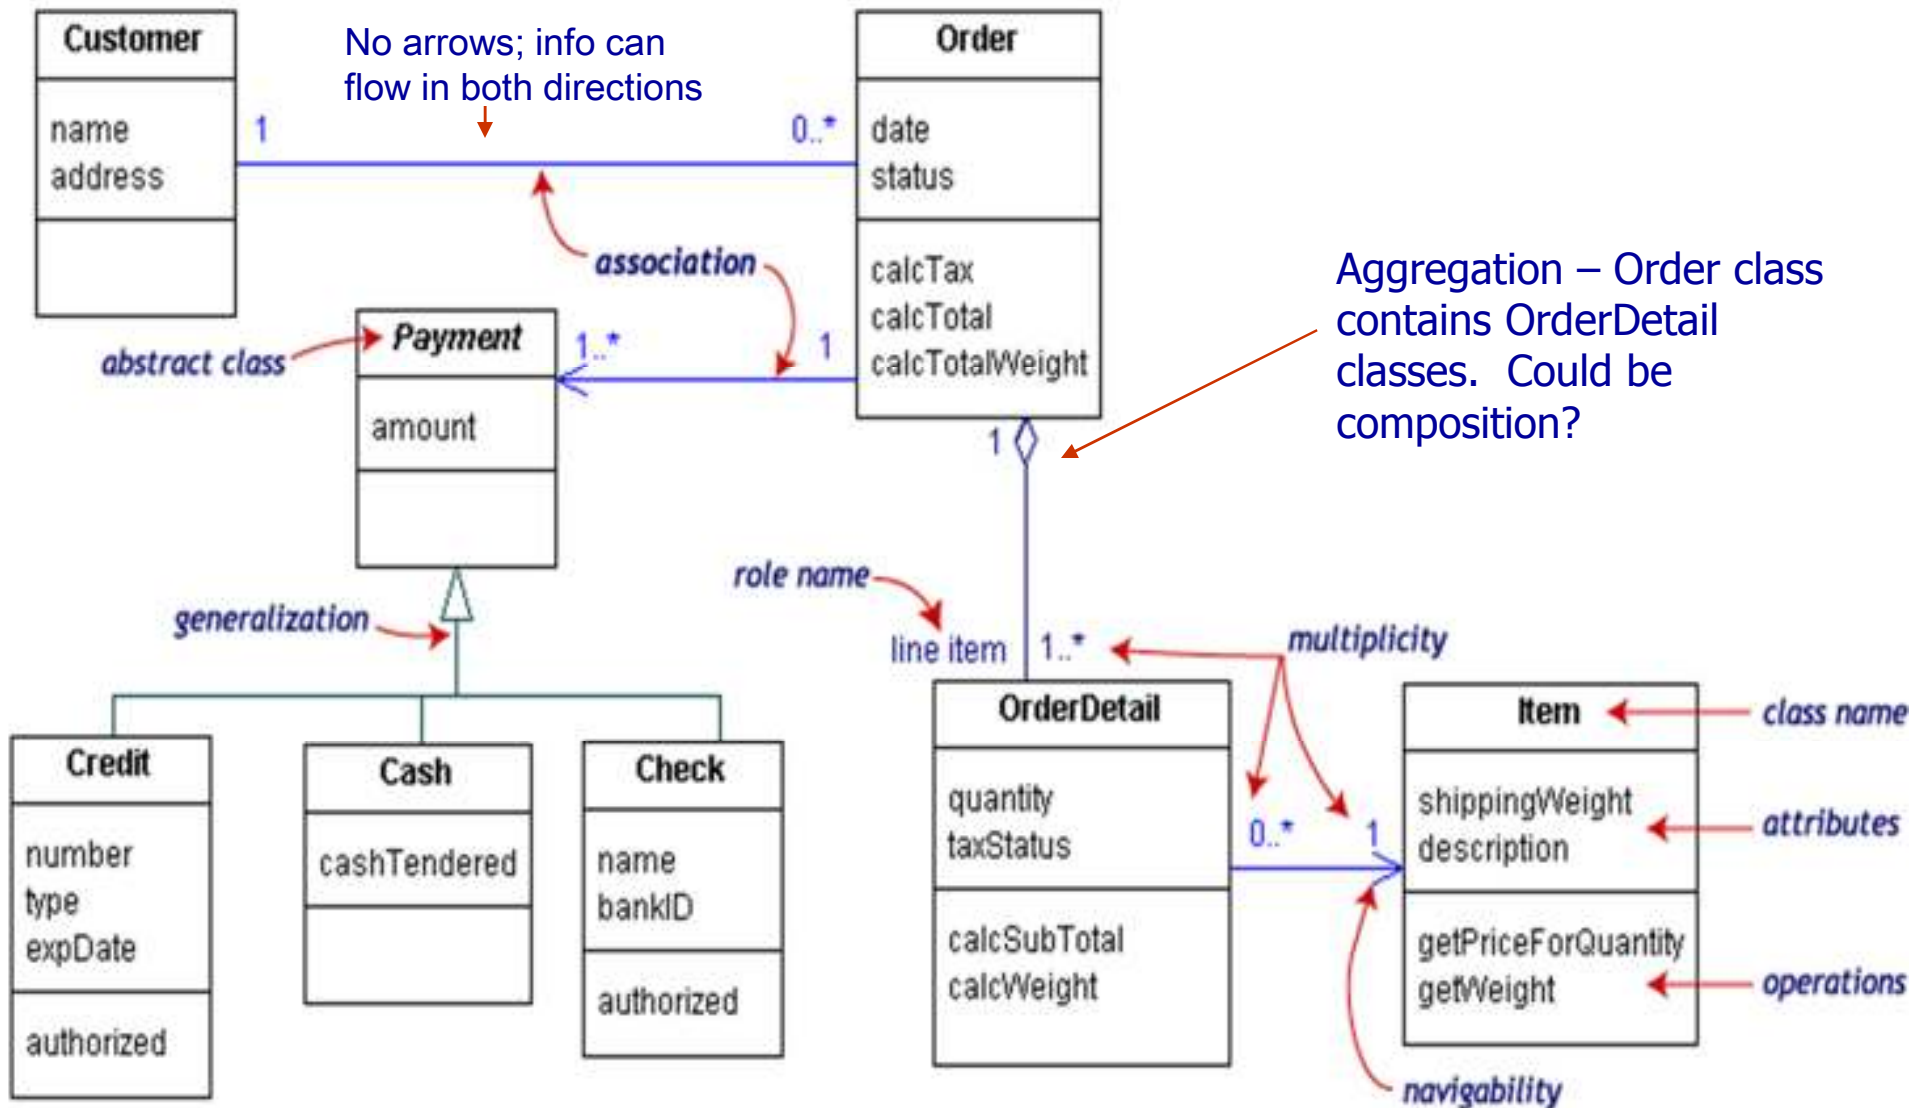 Customer
name
address
No arrows; info can
flow in both directions
1
0..*
Order
date
status
calcTax
calcTotal
calcTotalWeight
association
abstract class
Payment
amount
1..*
1
Aggregation – Order class
contains OrderDetail
classes. Could be
composition?
1
generalization
role name
line item
1..*
multiplicity
Credit
number
type
expDate
authorized
Cash
cashTendered
Check
name
bankID
authorized
OrderDetail
quantity
taxStatus
calcSubTotal
calcWeight
0..*
1
Item
shippingWeight
description
getPriceForQuantity
getWeight
class name
attributes
operations
navigability